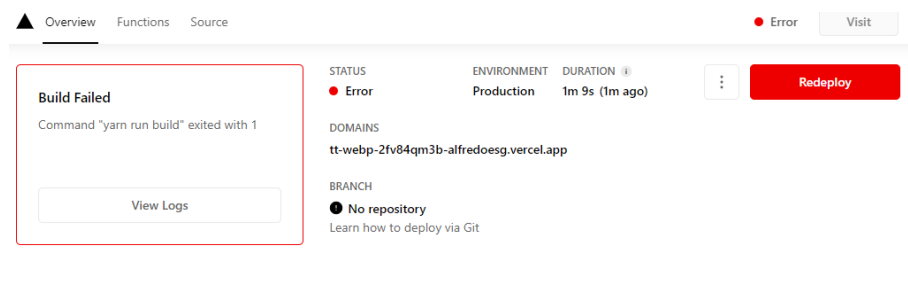 Overview Functions Source Error Visit
Build Failed
Command "yarn run build" exited with 1
View Logs
STATUS ENVIRONMENT DURATION i
Error Production 1m 9s (1m ago)
Redeploy
DOMAINS
tt-webp-2fv84qm3b-alfredoesg.vercel.app
BRANCH
No repository
Learn how to deploy via Git